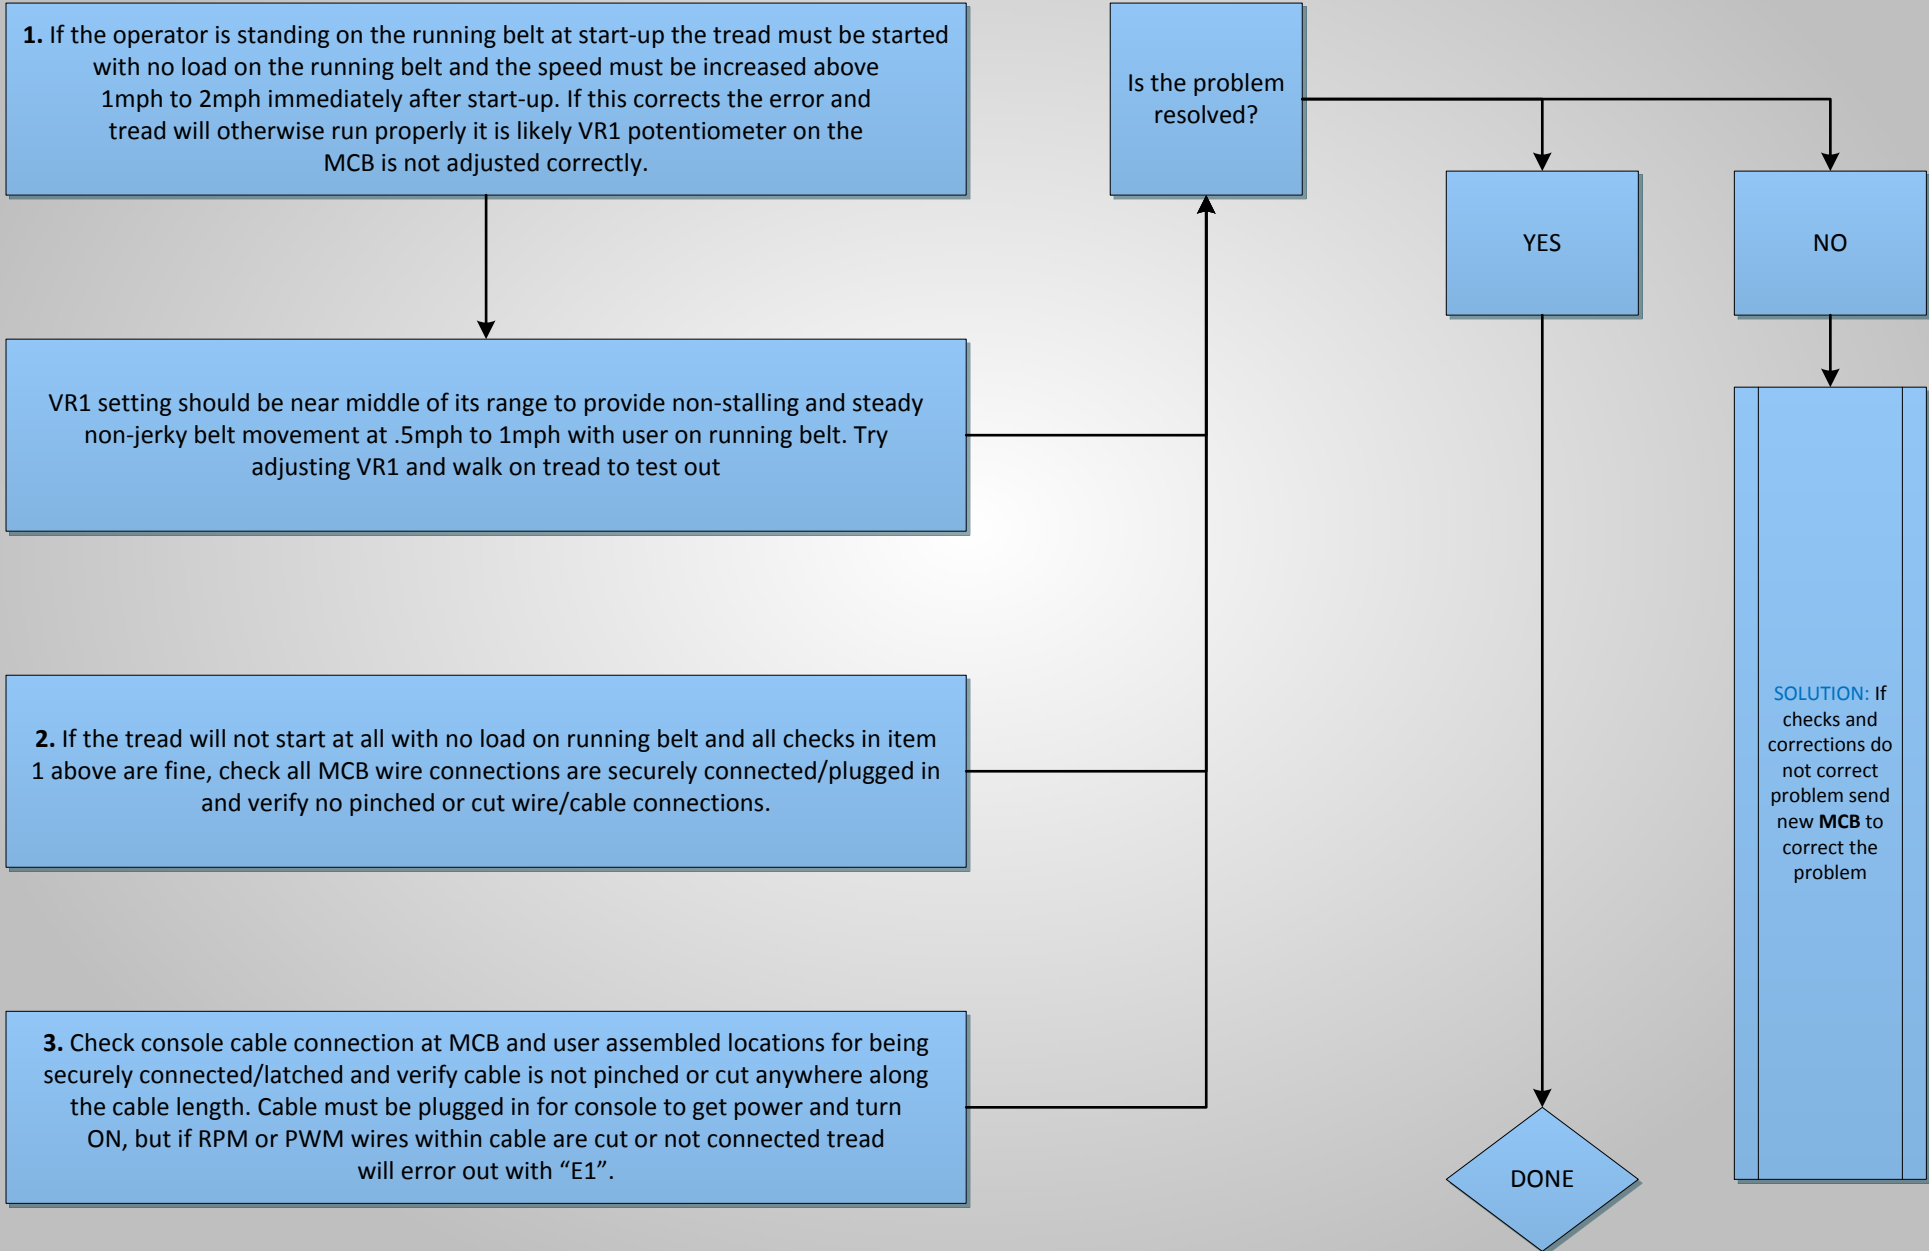 1. If the operator is standing on the running belt at start-up the tread must be started
with no load on the running belt and the speed must be increased above
1mph to 2mph immediately after start-up. If this corrects the error and
tread will otherwise run properly it is likely VR1 potentiometer on the
MCB is not adjusted correctly.
VR1 setting should be near middle of its range to provide non-stalling and steady
non-jerky belt movement at .5mph to 1mph with user on running belt. Try
adjusting VR1 and walk on tread to test out
2. If the tread will not start at all with no load on running belt and all checks in item
1 above are fine, check all MCB wire connections are securely connected/plugged in
and verify no pinched or cut wire/cable connections.
3. Check console cable connection at MCB and user assembled locations for being
securely connected/latched and verify cable is not pinched or cut anywhere along
the cable length. Cable must be plugged in for console to get power and turn
ON, but if RPM or PWM wires within cable are cut or not connected tread
will error out with “E1”.
Is the problem
resolved?
YES
NO
SOLUTION: If
checks and
corrections do
not correct
problem send
new MCB to
correct the
problem
DONE